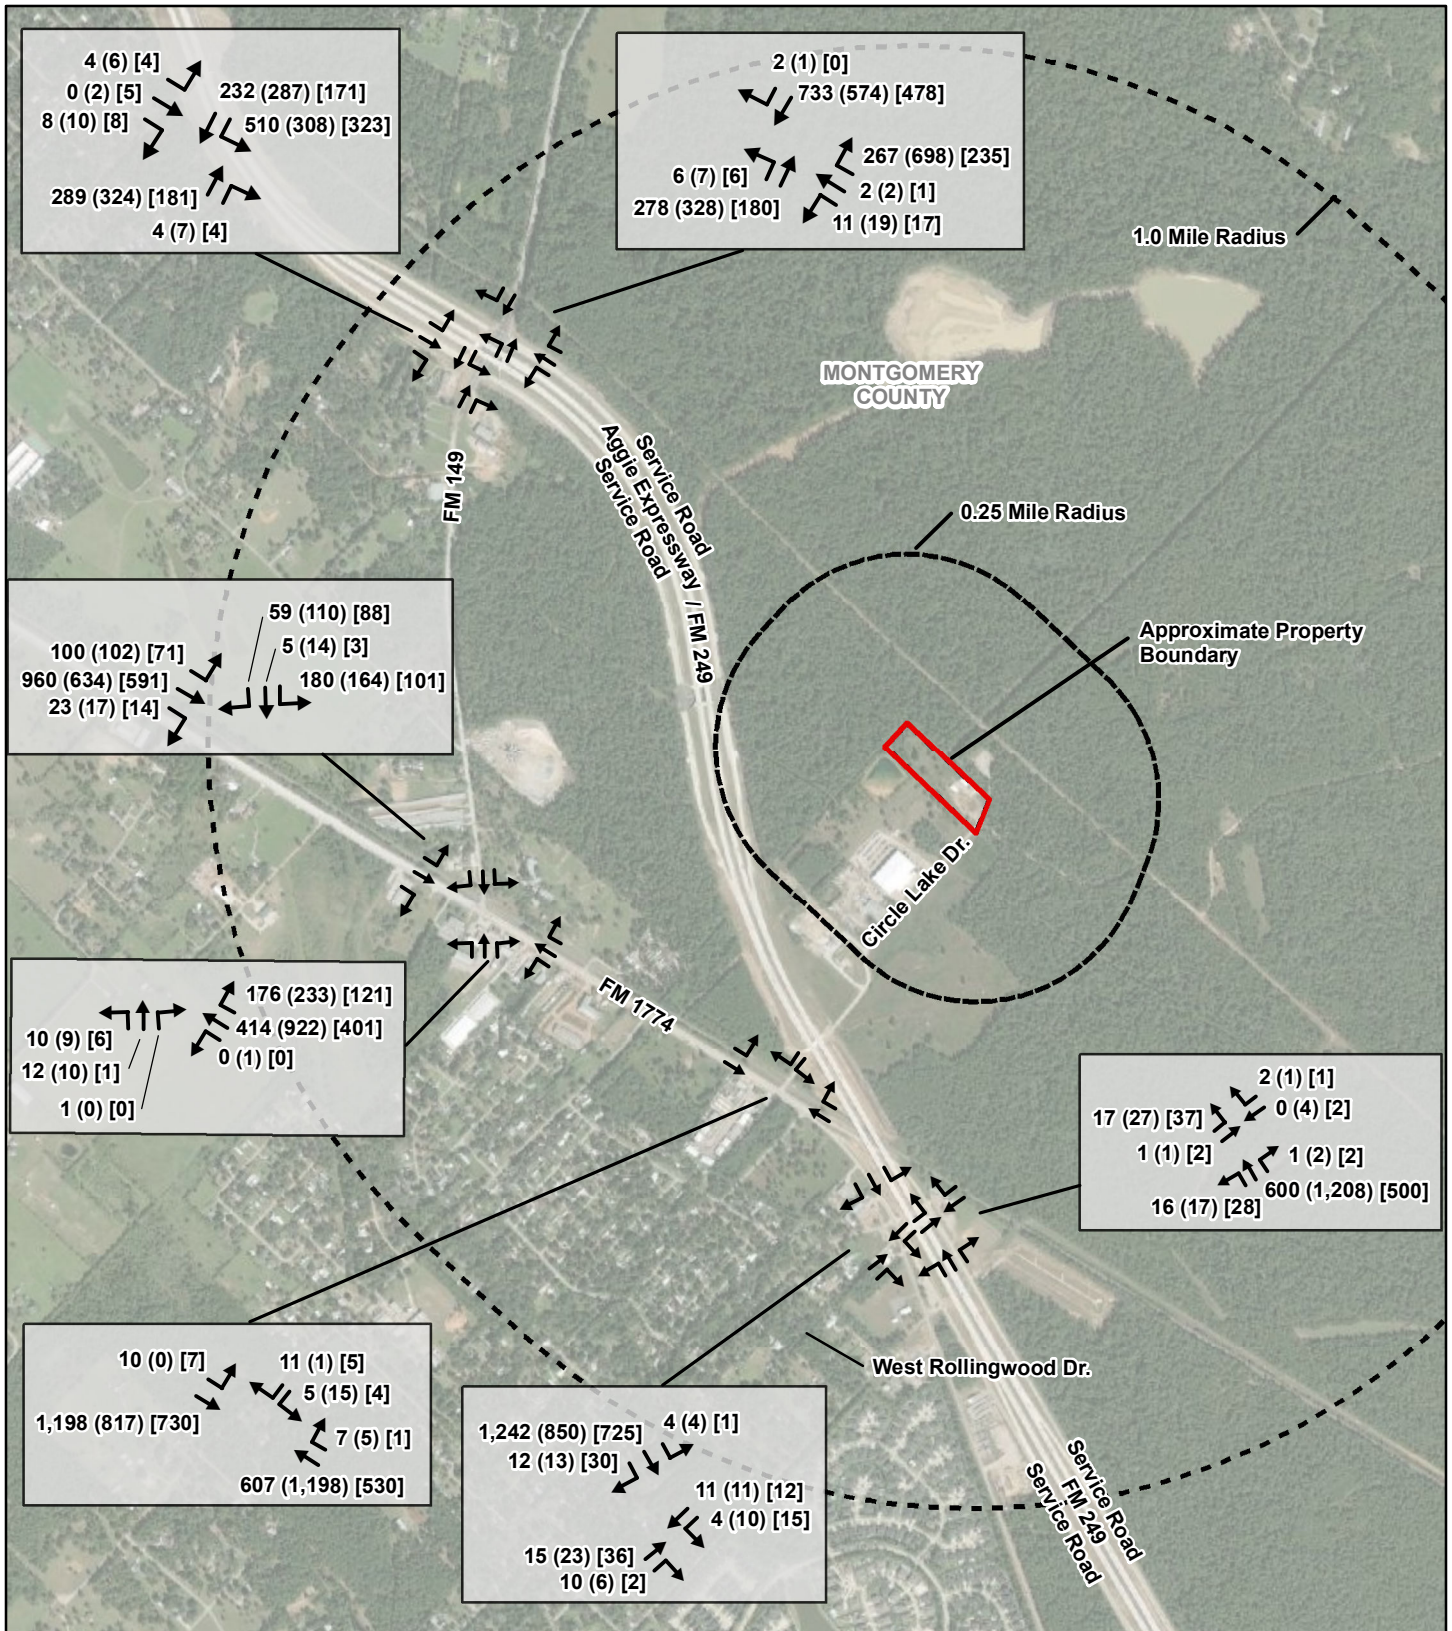 4 (6) [4]
0 (2) [5]
8 (10) [8]
232 (287) [171]
510 (308) [323]
289 (324) [181]
4 (7) [4]
2 (1) [0]
733 (574) [478]
267 (698) [235]
6 (7) [6]
2 (2) [1]
278 (328) [180]
11 (19) [17]
1.0 Mile Radius
MONTGOMERY
COUNTY
Service Road
Aggie Expressway / FM 249
Service Road
FM 149
0.25 Mile Radius
59 (110) [88]
5 (14) [3]
100 (102) [71]
960 (634) [591]
180 (164) [101]
23 (17) [14]
Approximate Property
Boundary
Circle Lake Dr.
FM 1774
176 (233) [121]
414 (922) [401]
10 (9) [6]
0 (1) [0]
12 (10) [1]
1 (0) [0]
2 (1) [1]
17 (27) [37]
0 (4) [2]
1 (1) [2]
1 (2) [2]
600 (1,208) [500]
16 (17) [28]
10 (0) [7]
11 (1) [5]
5 (15) [4]
1,198 (817) [730]
7 (5) [1]
607 (1,198) [530]
West Rollingwood Dr.
4 (4) [1]
1,242 (850) [725]
12 (13) [30]
11 (11) [12]
4 (10) [15]
15 (23) [36]
10 (6) [2]
Service Road
FM 249
Service Road